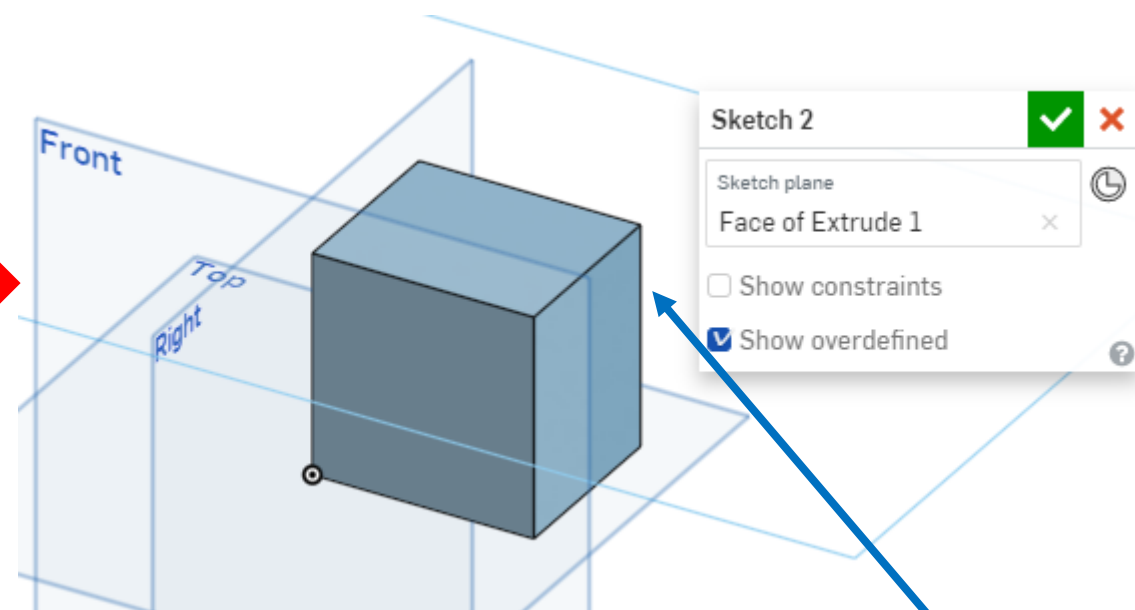 Front
Top
Right
Sketch 2
Sketch plane
Face of Extrude 1
Show constraints
Show overdefined
?